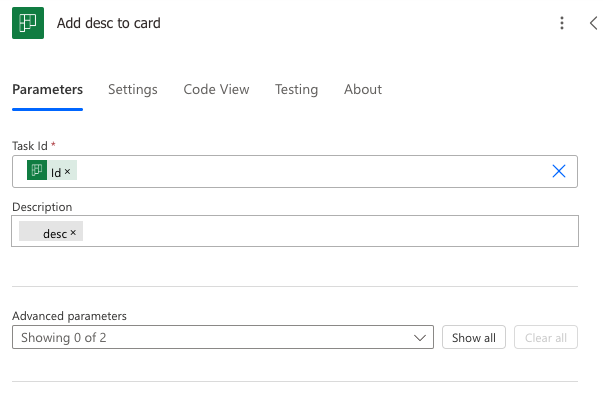 Add desc to card
Parameters Settings Code View Testing About
Task Id *
Id ×
Description
desc ×
Advanced parameters
Showing 0 of 2 Show all Clear all